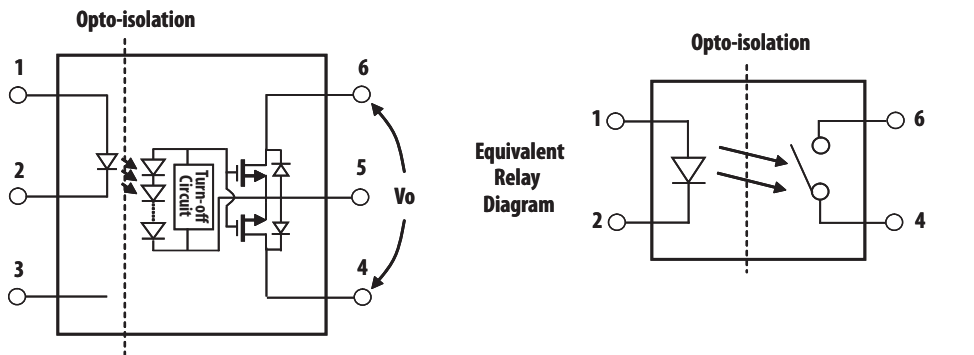 Opto-isolation
1
2
3
Turn-off
Circuit
6
5
4
Vo
Equivalent
Relay
Diagram
Opto-isolation
1
2
6
4